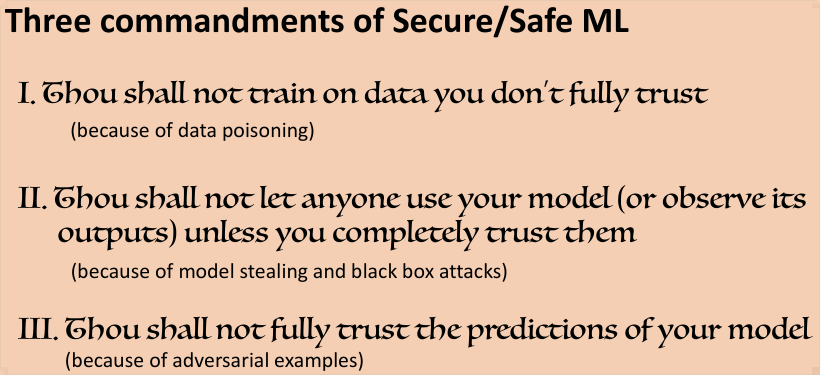 Three commandments of Secure/Safe ML
I. Thou shall not train on data you don't fully trust
(because of data poisoning)
II. Thou shall not let anyone use your model (or observe its
outputs) unless you completely trust them
(because of model stealing and black box attacks)
III. Thou shall not fully trust the predictions of your model
(because of adversarial examples)